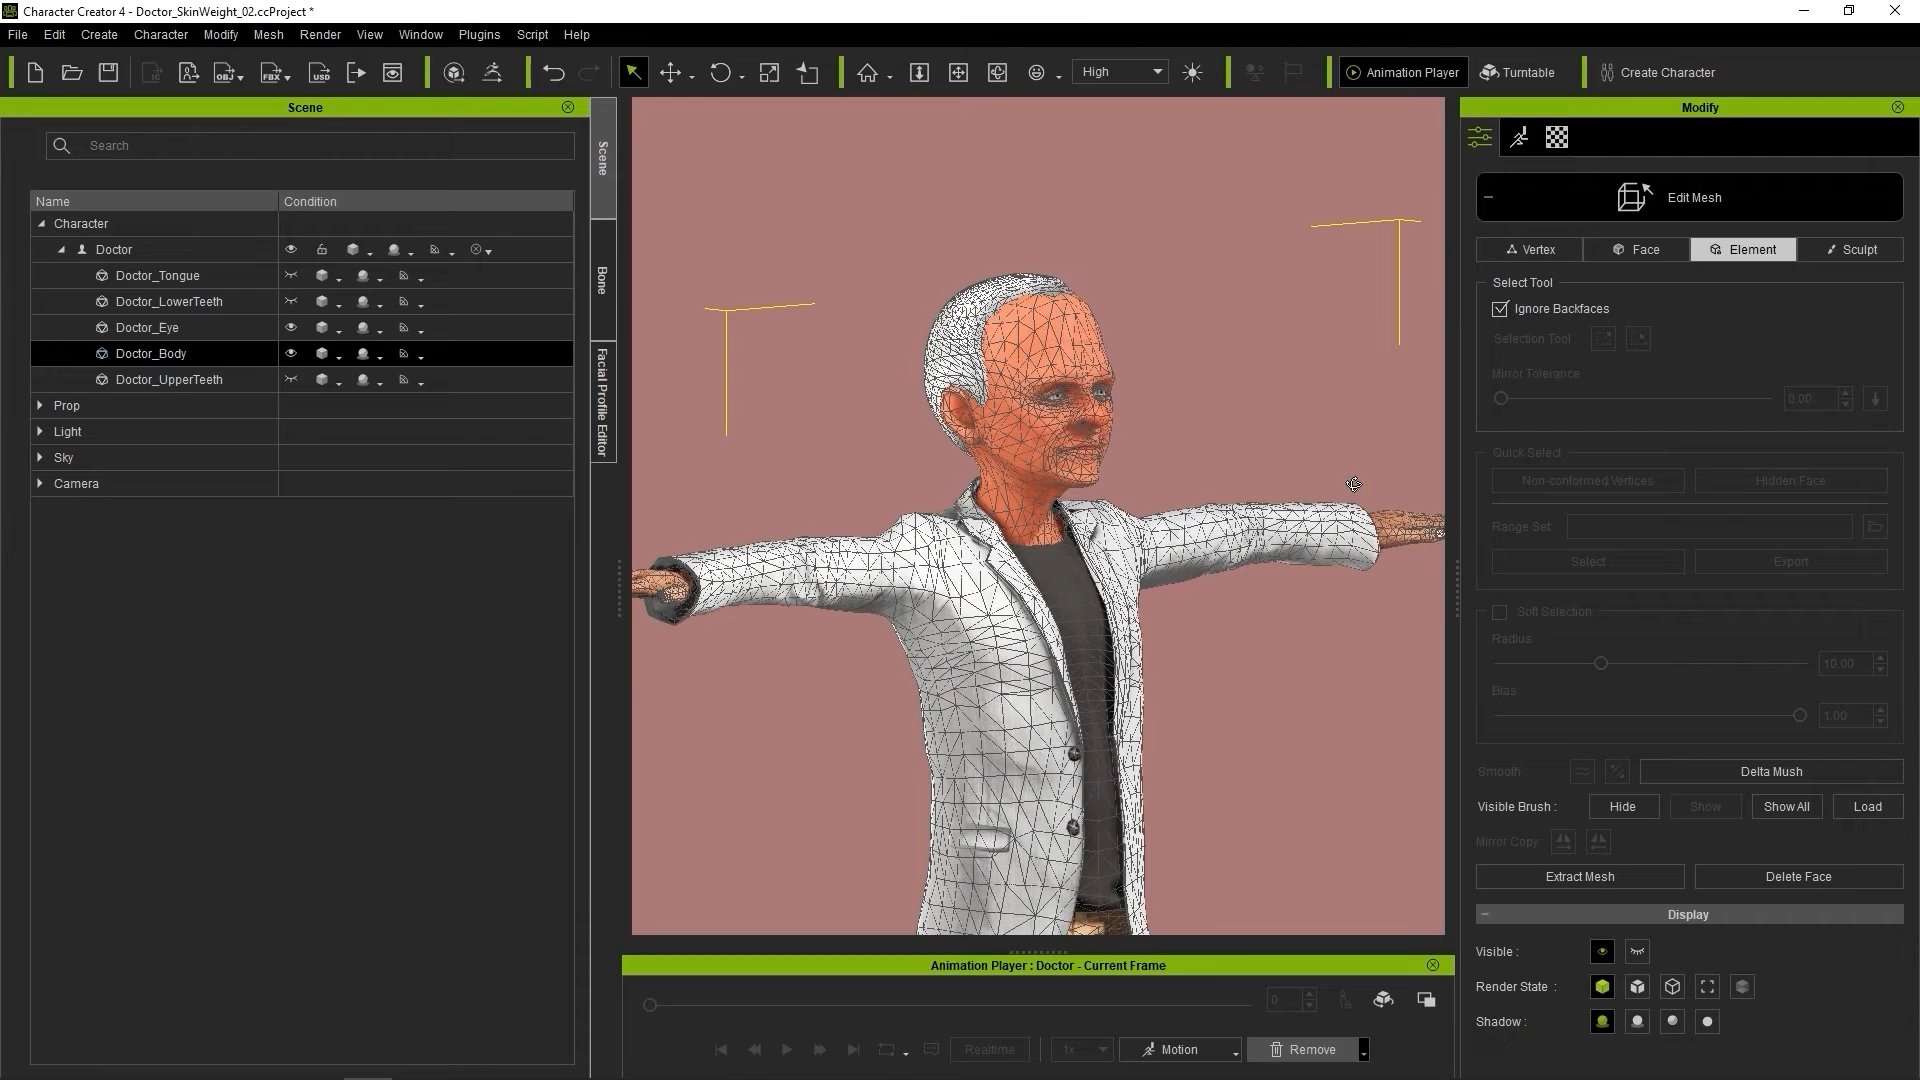 Character Creator 4 - Doctor_SkinWeight_02.ccProject *
File Edit Create Character Modify Mesh Render View Window Plugins Script Help
IC OBJ FBX USD High Animation Player Turntable Create Character
Scene
Search
Name Condition
Character
Doctor
Doctor_Tongue
Doctor_LowerTeeth
Doctor_Eye
Doctor_Body
Doctor_UpperTeeth
Prop
Light
Sky
Camera
Scene
Bone
Facial Profile Editor
Modify
Edit Mesh
Vertex Face Element Sculpt
Select Tool
Ignore Backfaces
Selection Tool :
Mirror Tolerance
0.00
Quick Select
Non-conformed Vertices Hidden Face
Range Set:
Select Export
Soft Selection
Radius
10.00
Bias
1.00
Smooth : Delta Mush
Visible Brush : Hide Show Show All Load
Mirror Copy:
Extract Mesh Delete Face
Display
Visible :
Render State :
Shadow :
Animation Player : Doctor - Current Frame
0
Realtime 1x Motion Remove